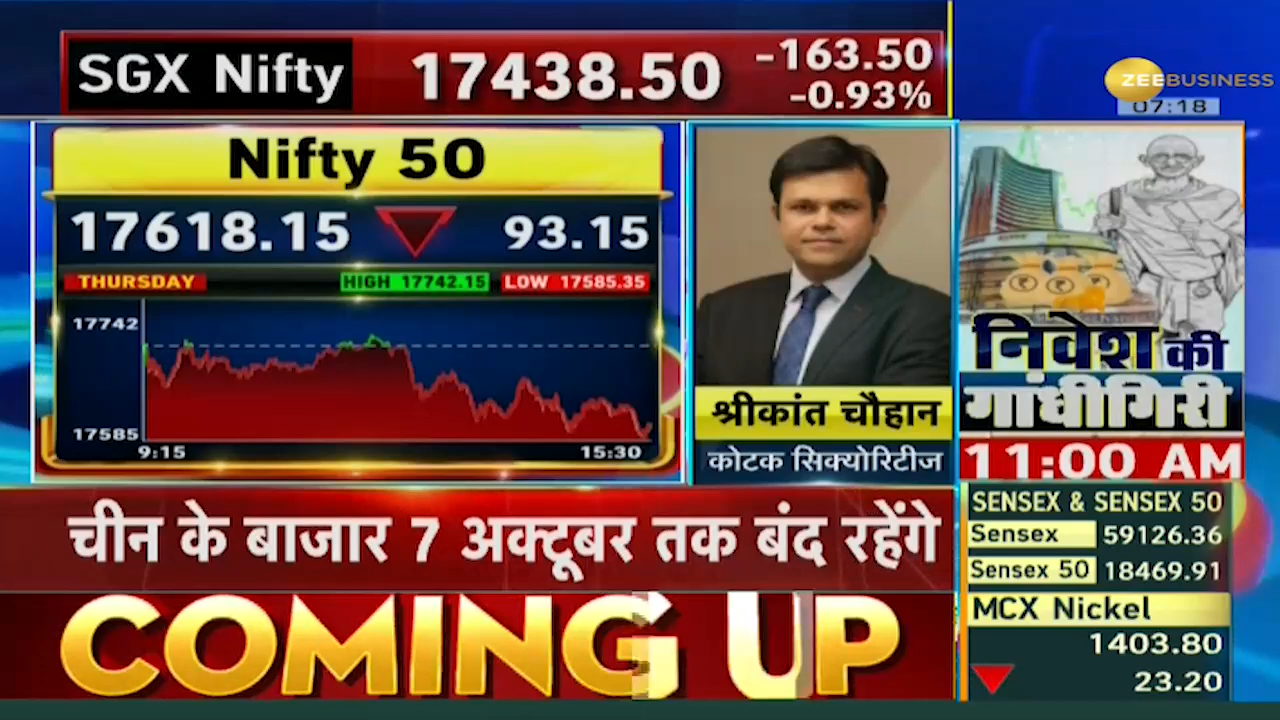 SGX Nifty 17438.50 -163.50
-0.93%
ZEEBUSINESS
07:18
Nifty 50
17618.15 93.15
THURSDAY HIGH 17742.15 LOW 17585.35
17742
17585
9:15 15:30
श्रीकांत चौहान
कोटक सिक्योरिटीज
निवेश की
गांधीगिरी
11:00 AM
चीन के बाजार 7 अक्टूबर तक बंद रहेंगे
COMING UP
SENSEX & SENSEX 50
Sensex 59126.36
Sensex 50 18469.91
MCX Nickel
1403.80
23.20